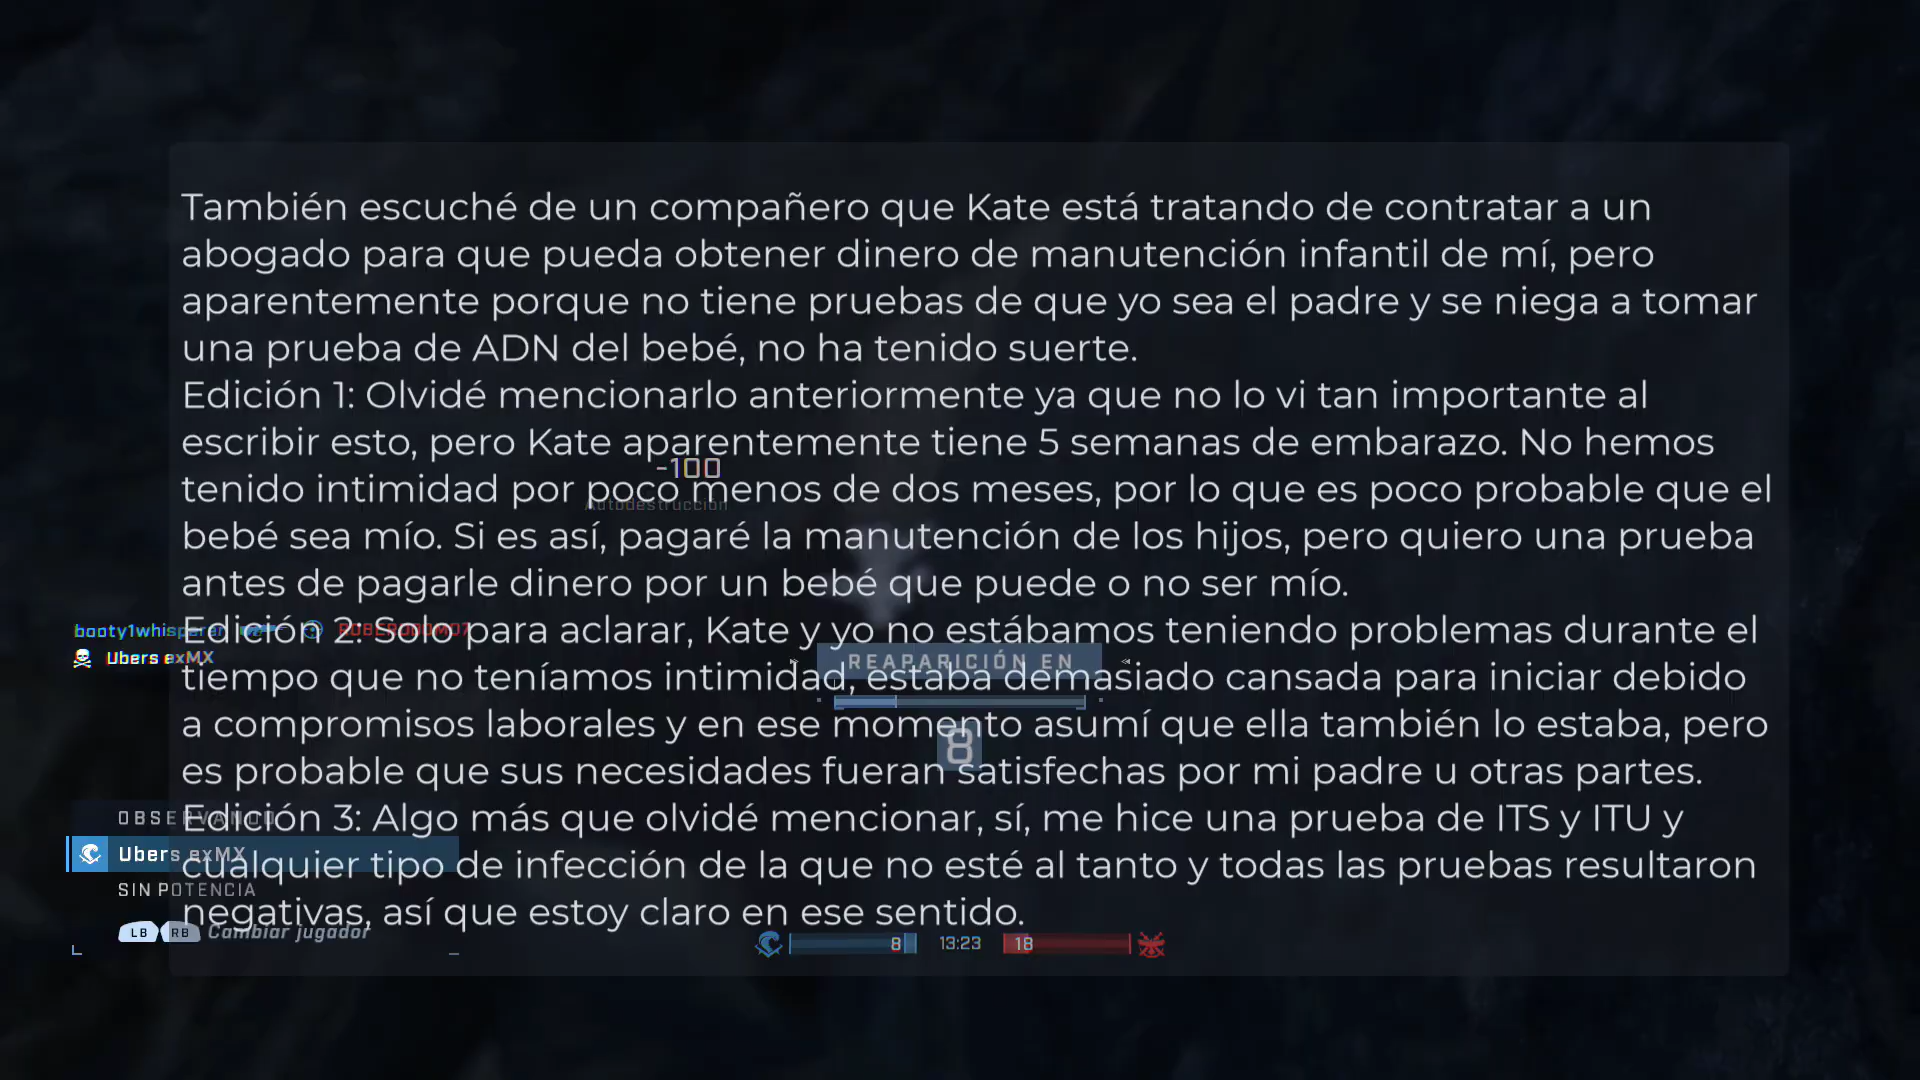 También escuché de un compañero que Kate está tratando de contratar a un
abogado para que pueda obtener dinero de manutención infantil de mí, pero
aparentemente porque no tiene pruebas de que yo sea el padre y se niega a tomar
una prueba de ADN del bebé, no ha tenido suerte.
Edición 1: Olvidé mencionarlo anteriormente ya que no lo vi tan importante al
escribir esto, pero Kate aparentemente tiene 5 semanas de embarazo. No hemos
-100
tenido intimidad por poco menos de dos meses, por lo que es poco probable que el
Autodestrucción
bebé sea mío. Si es así, pagaré la manutención de los hijos, pero quiero una prueba
antes de pagarle dinero por un bebé que puede o no ser mío.
booty1whisperer
Edición 2: Solo para aclarar, Kate y yo no estábamos teniendo problemas durante el
Ubers exMX
REAPARICIÓN EN
tiempo que no teníamos intimidad, estaba demasiado cansada para iniciar debido
a compromisos laborales y en ese momento asumí que ella también lo estaba, pero
8
es probable que sus necesidades fueran satisfechas por mi padre u otras partes.
OBSERVANDO
Edición 3: Algo más que olvidé mencionar, sí, me hice una prueba de ITS y ITU y
Ubers exMX
cualquier tipo de infección de la que no esté al tanto y todas las pruebas resultaron
SIN POTENCIA
negativas, así que estoy claro en ese sentido.
LB RB Cambiar jugador
8 13:23 18